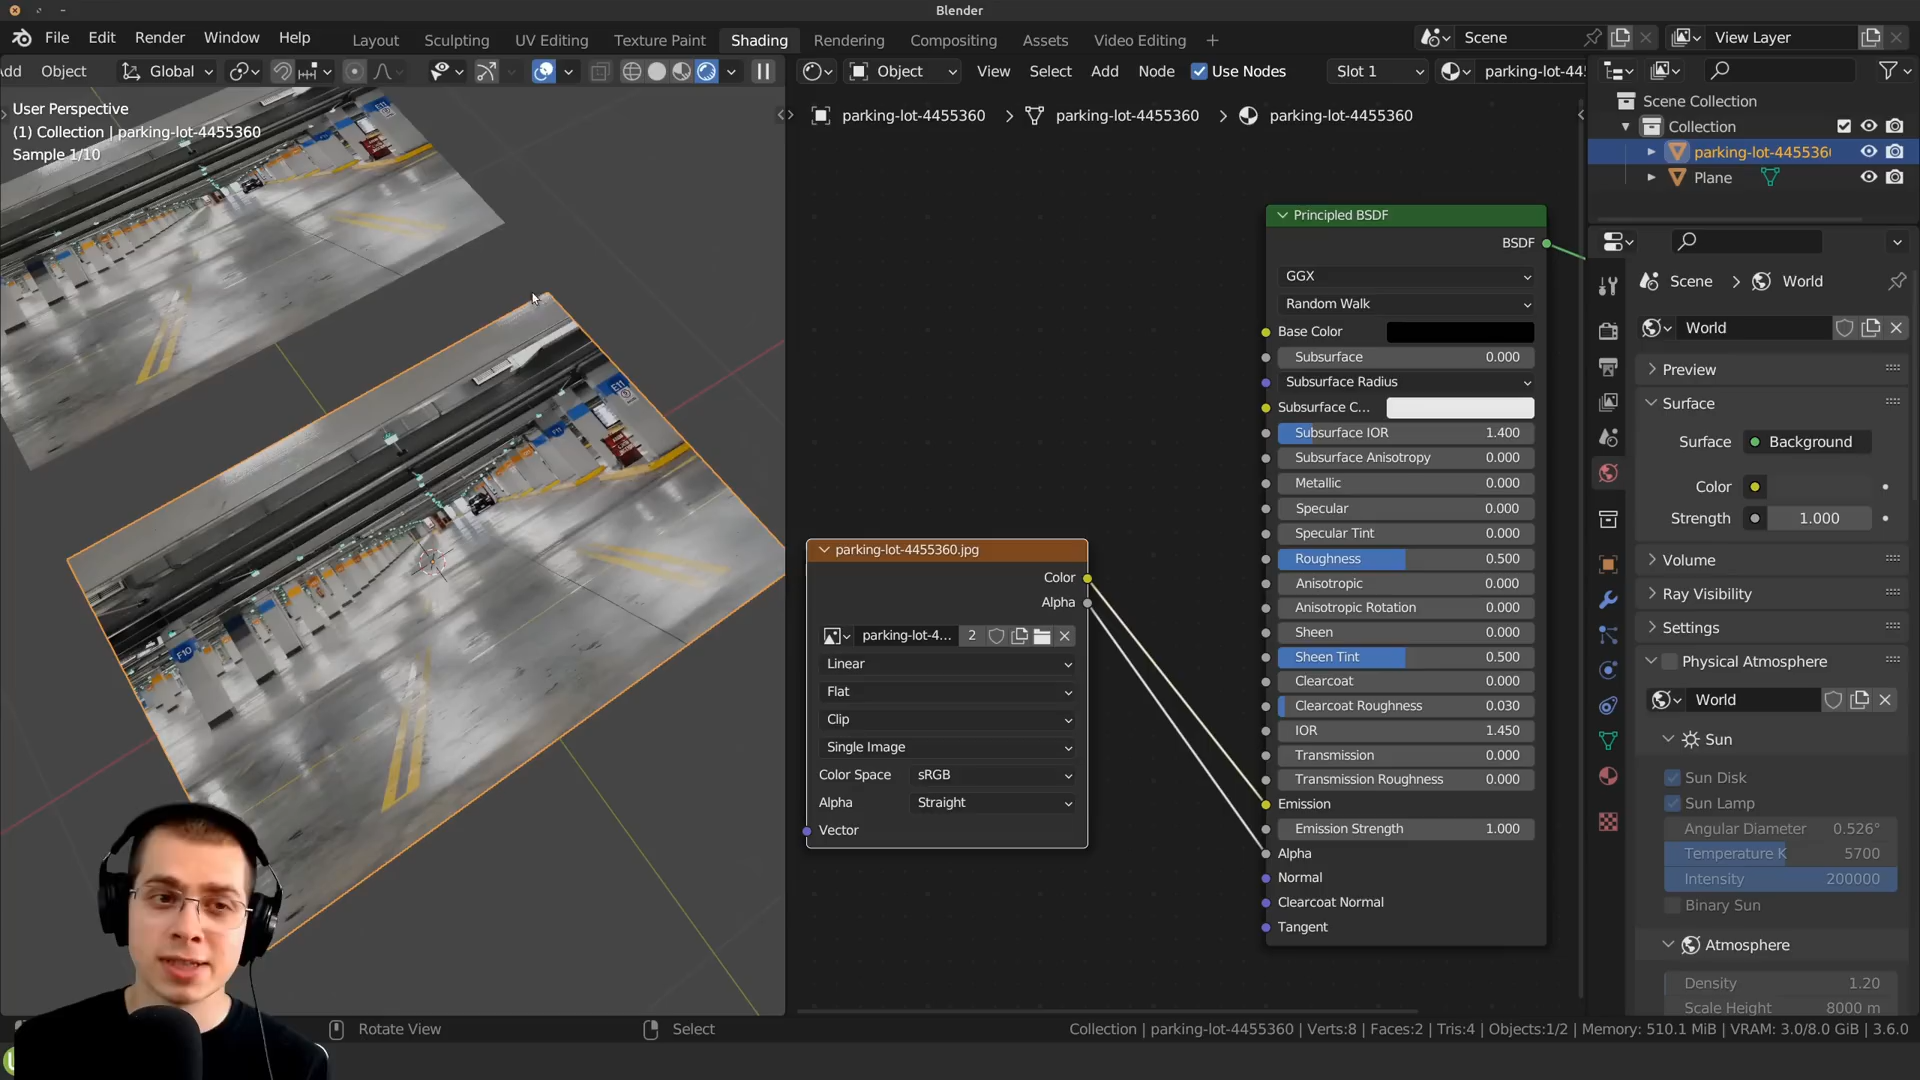 Blender
File Edit Render Window Help
Layout Sculpting UV Editing Texture Paint Shading Rendering Compositing Assets Video Editing +
Scene
View Layer
Object Global
Object View Select Add Node Use Nodes Slot 1
User Perspective
(1) Collection | parking-lot-4455360
Sample 1/10
parking-lot-4455360 > parking-lot-4455360 > parking-lot-4455360
Scene Collection
Collection
Plane
Principled BSDF
BSDF
GGX
Random Walk
Base Color
Subsurface 0.000
Subsurface Radius
Subsurface C...
Subsurface IOR 1.400
Subsurface Anisotropy 0.000
Metallic 0.000
Specular 0.000
Specular Tint 0.000
Roughness 0.500
Anisotropic 0.000
Anisotropic Rotation 0.000
Sheen 0.000
Sheen Tint 0.500
Clearcoat 0.000
Clearcoat Roughness 0.030
IOR 1.450
Transmission 0.000
Transmission Roughness 0.000
Emission
Emission Strength 1.000
Alpha
Normal
Clearcoat Normal
Tangent
parking-lot-4455360.jpg
Color
Alpha
parking-lot-4... 2
Linear
Flat
Clip
Single Image
Color Space sRGB
Alpha Straight
Vector
Scene > World
World
Preview
Surface
Surface Background
Color
Strength 1.000
Volume
Ray Visibility
Settings
Physical Atmosphere
World
Sun
Sun Disk
Sun Lamp
Angular Diameter 0.526°
Temperature K 5700
Intensity 200000
Binary Sun
Atmosphere
Density 1.20
Scale Height 8000 m
E11
E11
F11
F10
Rotate View
Select
Collection | parking-lot-4455360 | Verts:8 | Faces:2 | Tris:4 | Objects:1/2 | Memory: 510.1 MiB | VRAM: 3.0/8.0 GiB | 3.6.0